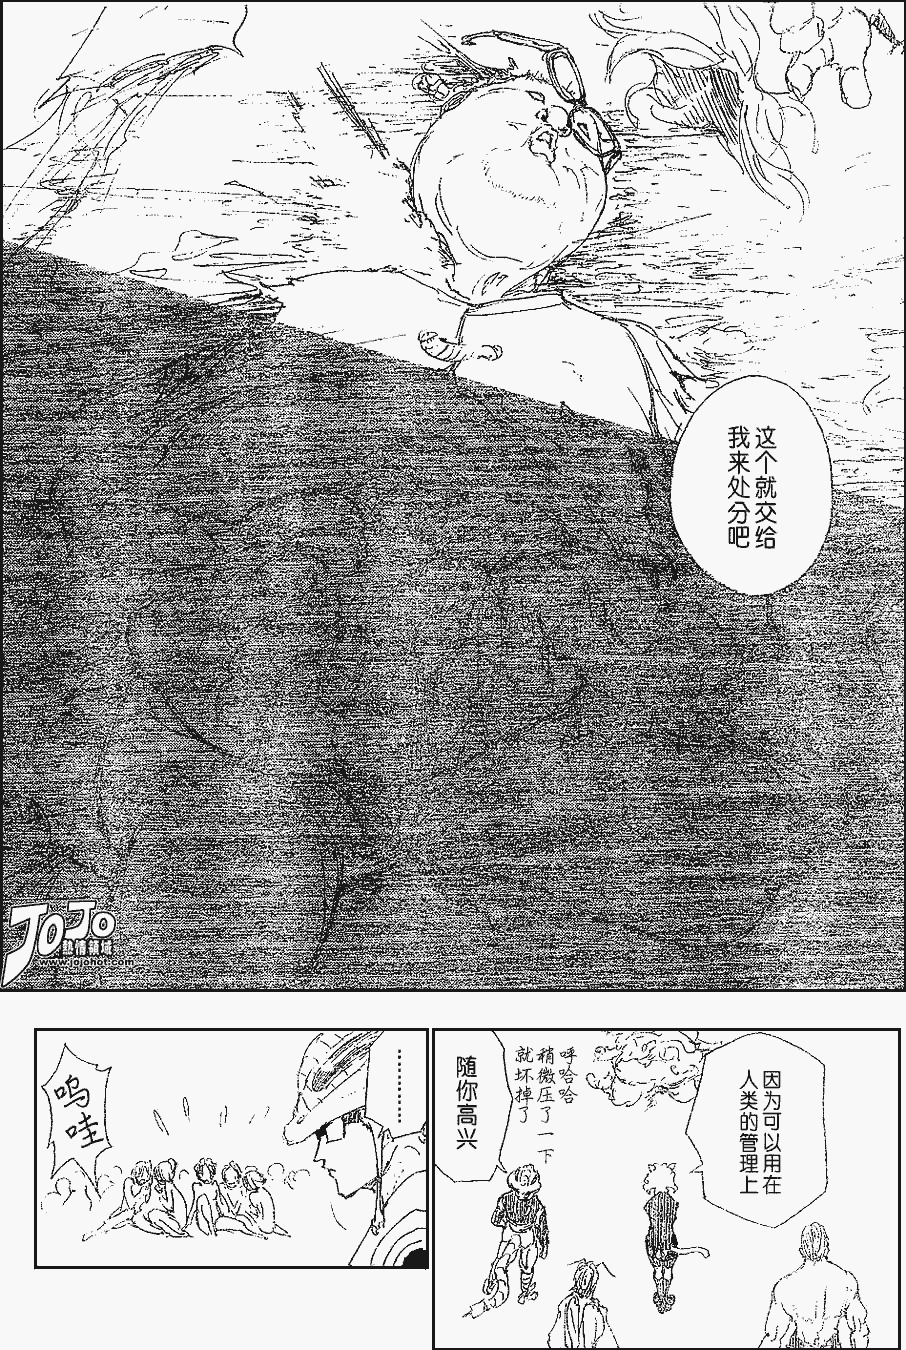 这个就交给
我来处分吧
JOJO
熱情領域
www.jojohot.com
因为可以用在
人类的管理上
呼哈哈
稍微压了一下
就坏掉了
随你高兴
………
呜哇